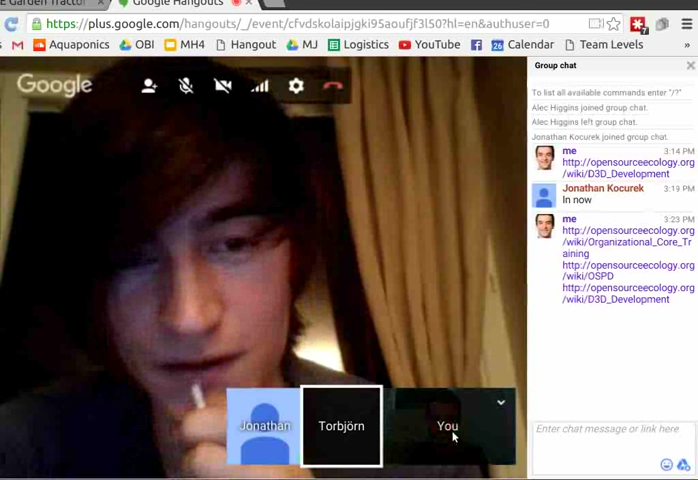 E Garden Tractor
Google Hangouts
https://plus.google.com/hangouts/_/event/cfvdskolaipjgki95aoufjf3l50?hl=en&authuser=0
7
Aquaponics OBI MH4 Hangout MJ Logistics YouTube 26 Calendar Team Levels »
Google
Group chat
To list all available commands enter "/?"
Alec Higgins joined group chat.
Alec Higgins left group chat.
Jonathan Kocurek joined group chat.
me 3:14 PM
http://opensourceecology.org
/wiki/D3D_Development
Jonathan Kocurek 3:19 PM
In now
me 3:23 PM
http://opensourceecology.org
/wiki/Organizational_Core_Tr
aining
http://opensourceecology.org
/wiki/OSPD
http://opensourceecology.org
/wiki/D3D_Development
Jonathan
Torbjörn
You
Enter chat message or link here